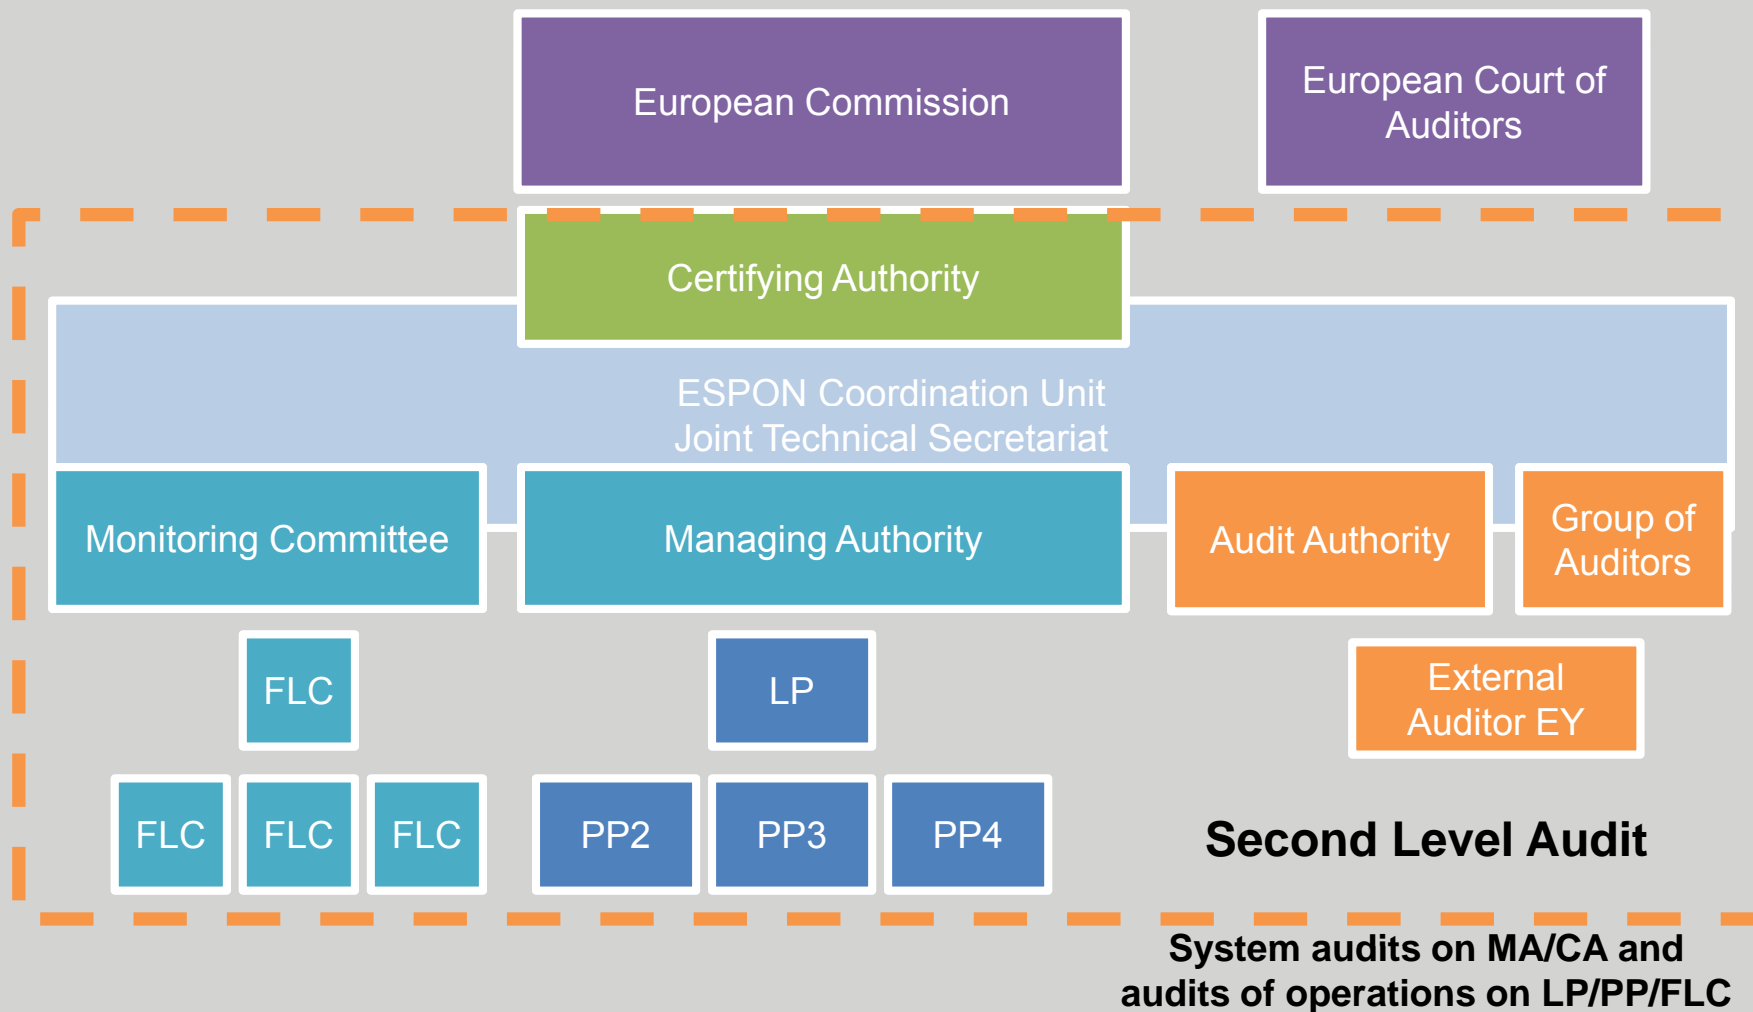 European Commission
European Court of
Auditors
Certifying Authority
ESPON Coordination Unit
Joint Technical Secretariat
Monitoring Committee
Managing Authority
Audit Authority
Group of
Auditors
FLC
LP
External
Auditor EY
FLC
FLC
FLC
PP2
PP3
PP4
Second Level Audit
System audits on MA/CA and
audits of operations on LP/PP/FLC